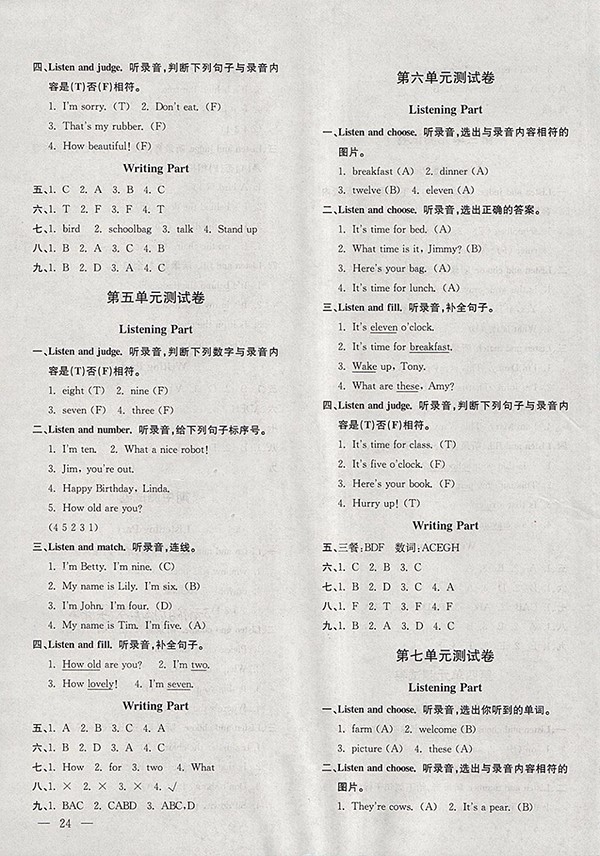 四、Listen and judge. 听录音,判断下列句子与录音内
容是(T)否(F)相符。
1. I'm sorry. (T) 2. Don't eat. (F)
3. That's my rubber. (F)
4. How beautiful! (F)
Writing Part
五、1. C 2. A 3. B 4. C
六、1. T 2. F 3. F 4. T
七、1. bird 2. schoolbag 3. talk 4. Stand up
八、1. B 2. A 3. C 4. B
九、1. B 2. D 3. A 4. C
第五单元测试卷
Listening Part
一、Listen and judge. 听录音,判断下列数字与录音内
容是(T)否(F)相符。
1. eight (T) 2. nine (F)
3. seven (F) 4. three (F)
二、Listen and number. 听录音,给下列句子标序号。
1. I'm ten. 2. What a nice robot!
3. Jim, you're out.
4. Happy Birthday, Linda.
5. How old are you?
(4 5 2 3 1)
三、Listen and match. 听录音,连线。
1. I'm Betty. I'm nine. (C)
2. My name is Lily. I'm six. (B)
3. I'm John. I'm four. (D)
4. My name is Tim. I'm five. (A)
四、Listen and fill. 听录音,补全句子。
1. How old are you? 2. I'm two.
3. How lovely! 4. I'm seven.
Writing Part
五、1. A 2. B 3. C 4. A
六、1. B 2. D 3. A 4. C
七、1. How 2. for 3. two 4. What
八、1. × 2. × 3. × 4. √
九、1. BAC 2. CABD 3. ABC,D
— 24 —
第六单元测试卷
Listening Part
一、Listen and choose. 听录音,选出与录音内容相符的
图片。
1. breakfast (A) 2. dinner (A)
3. twelve (B) 4. eleven (A)
二、Listen and choose. 听录音,选出正确的答案。
1. It's time for bed. (A)
2. What time is it, Jimmy? (B)
3. Here's your bag. (A)
4. It's time for lunch. (A)
三、Listen and fill. 听录音,补全句子。
1. It's eleven o'clock.
2. It's time for breakfast.
3. Wake up, Tony.
4. What are these, Amy?
四、Listen and judge. 听录音,判断下列句子与录音内
容是(T)否(F)相符。
1. It's time for class. (T)
2. It's five o'clock. (F)
3. Here's your book. (F)
4. Hurry up! (T)
Writing Part
五、三餐:BDF 数词:ACEGH
六、1. C 2. B 3. C
七、1. B 2. D 3. C 4. A
八、1. F 2. T 3. F 4. F
九、1. B 2. A 3. D 4. C
第七单元测试卷
Listening Part
一、Listen and choose. 听录音,选出你听到的单词。
1. farm (A) 2. welcome (B)
3. picture (A) 4. these (A)
二、Listen and choose. 听录音,选出与录音内容相符的
图片。
1. They're cows. (A) 2. It's a pear. (B)